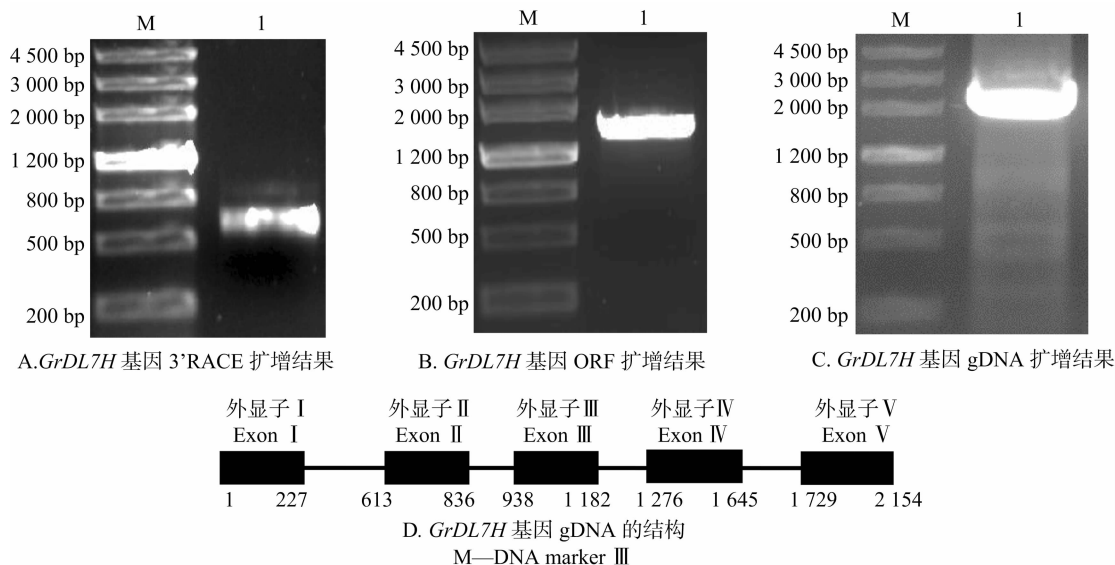 M 1
4 500 bp
3 000 bp
2 000 bp
1 200 bp
800 bp
500 bp
200 bp
A.GrDL7H 基因 3’RACE 扩增结果
M 1
4 500 bp
3 000 bp
2 000 bp
1 200 bp
800 bp
500 bp
200 bp
B. GrDL7H 基因 ORF 扩增结果
M 1
4 500 bp
3 000 bp
2 000 bp
1 200 bp
800 bp
500 bp
200 bp
C. GrDL7H 基因 gDNA 扩增结果
外显子Ⅰ 外显子Ⅱ 外显子Ⅲ 外显子Ⅳ 外显子Ⅴ
Exon Ⅰ Exon Ⅱ Exon Ⅲ Exon Ⅳ Exon Ⅴ
1 227 613 836 938 1 182 1 276 1 645 1 729 2 154
D. GrDL7H 基因 gDNA 的结构
M—DNA marker Ⅲ